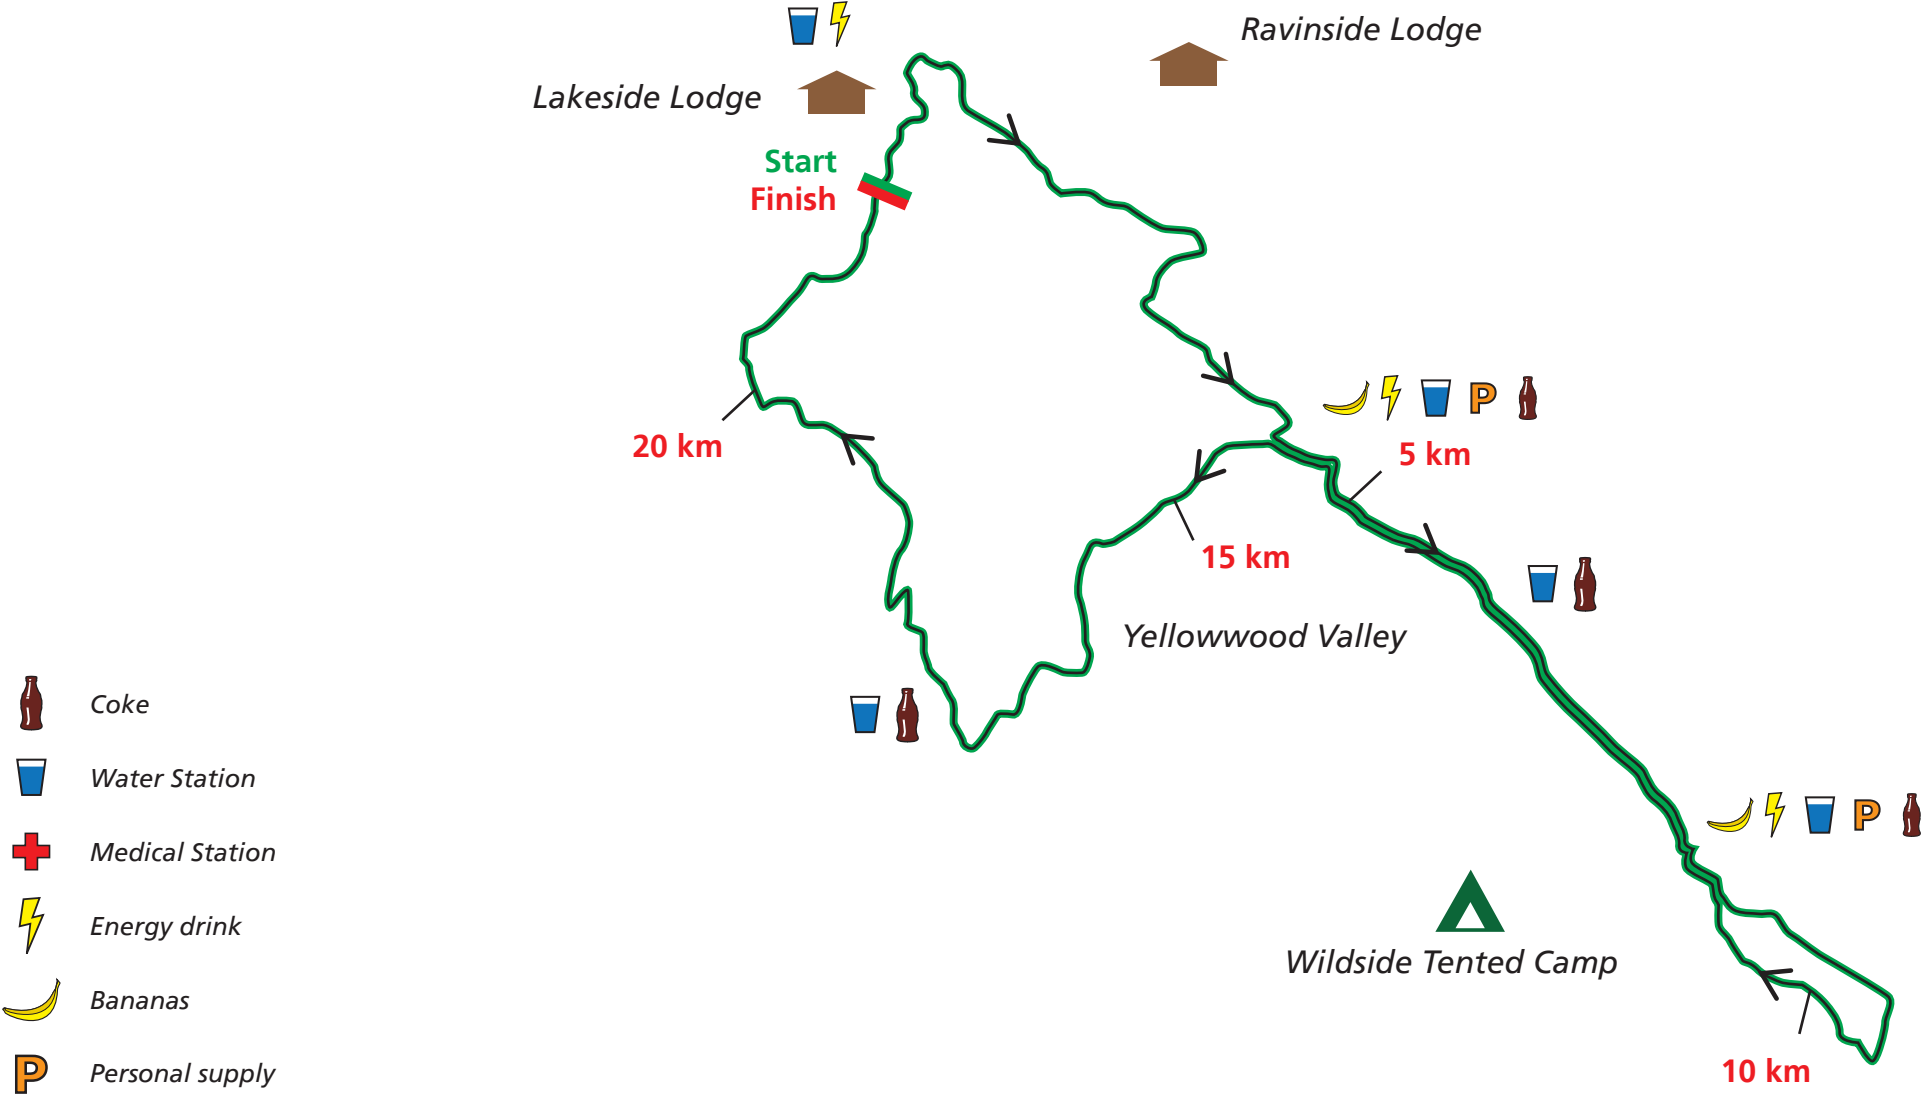 Ravinside Lodge
Lakeside Lodge
Start
Finish
P
20 km
5 km
15 km
Yellowwood Valley
Coke
Water Station
P
Medical Station
Energy drink
Wildside Tented Camp
Bananas
P
Personal supply
10 km